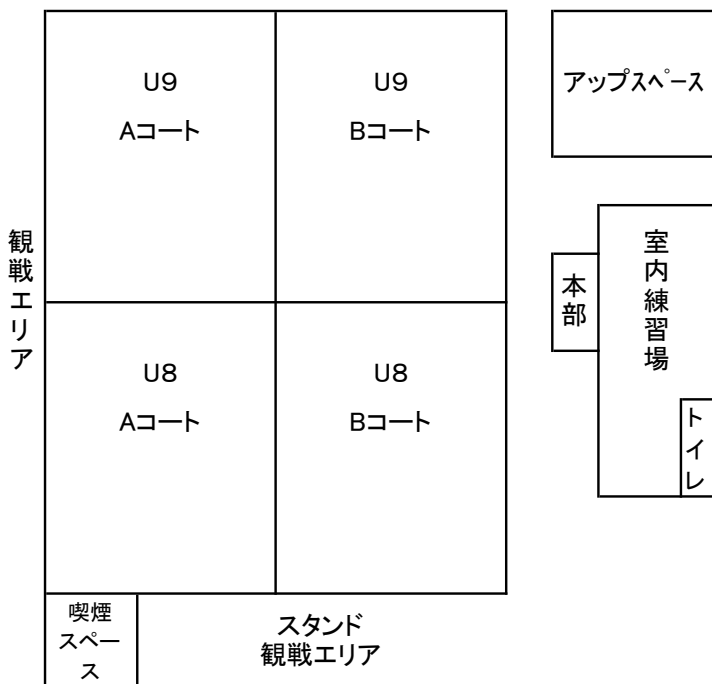 U9
Aコート
U9
Bコート
アップスペース
観戦エリア
室内練習場
本部
U8
Aコート
U8
Bコート
トイレ
喫煙
スペー
ス
スタンド
観戦エリア